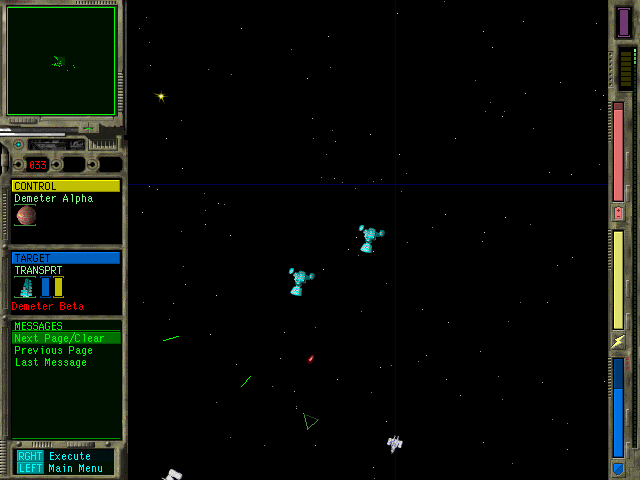 033
CONTROL
Demeter Alpha
TARGET
TRANSPRT
Demeter Beta
MESSAGES
Next Page/Clear
Previous Page
Last Message
RGHT Execute
LEFT Main Menu